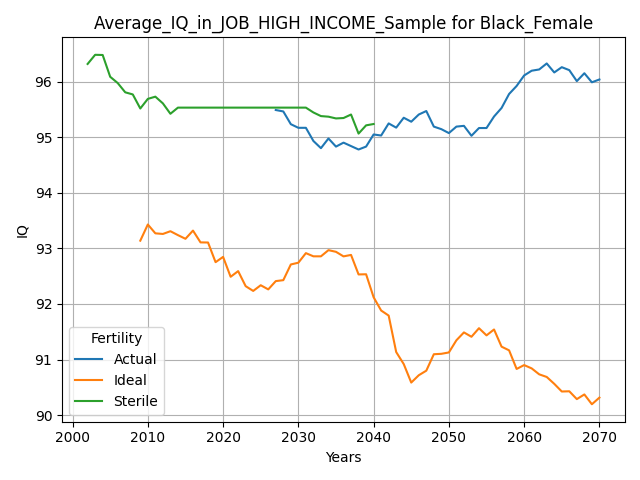 Average_IQ_in_JOB_HIGH_INCOME_Sample for Black_Female
IQ
96
95
94
93
92
91
90
Fertility
Actual
Ideal
Sterile
2000 2010 2020 2030 2040 2050 2060 2070
Years